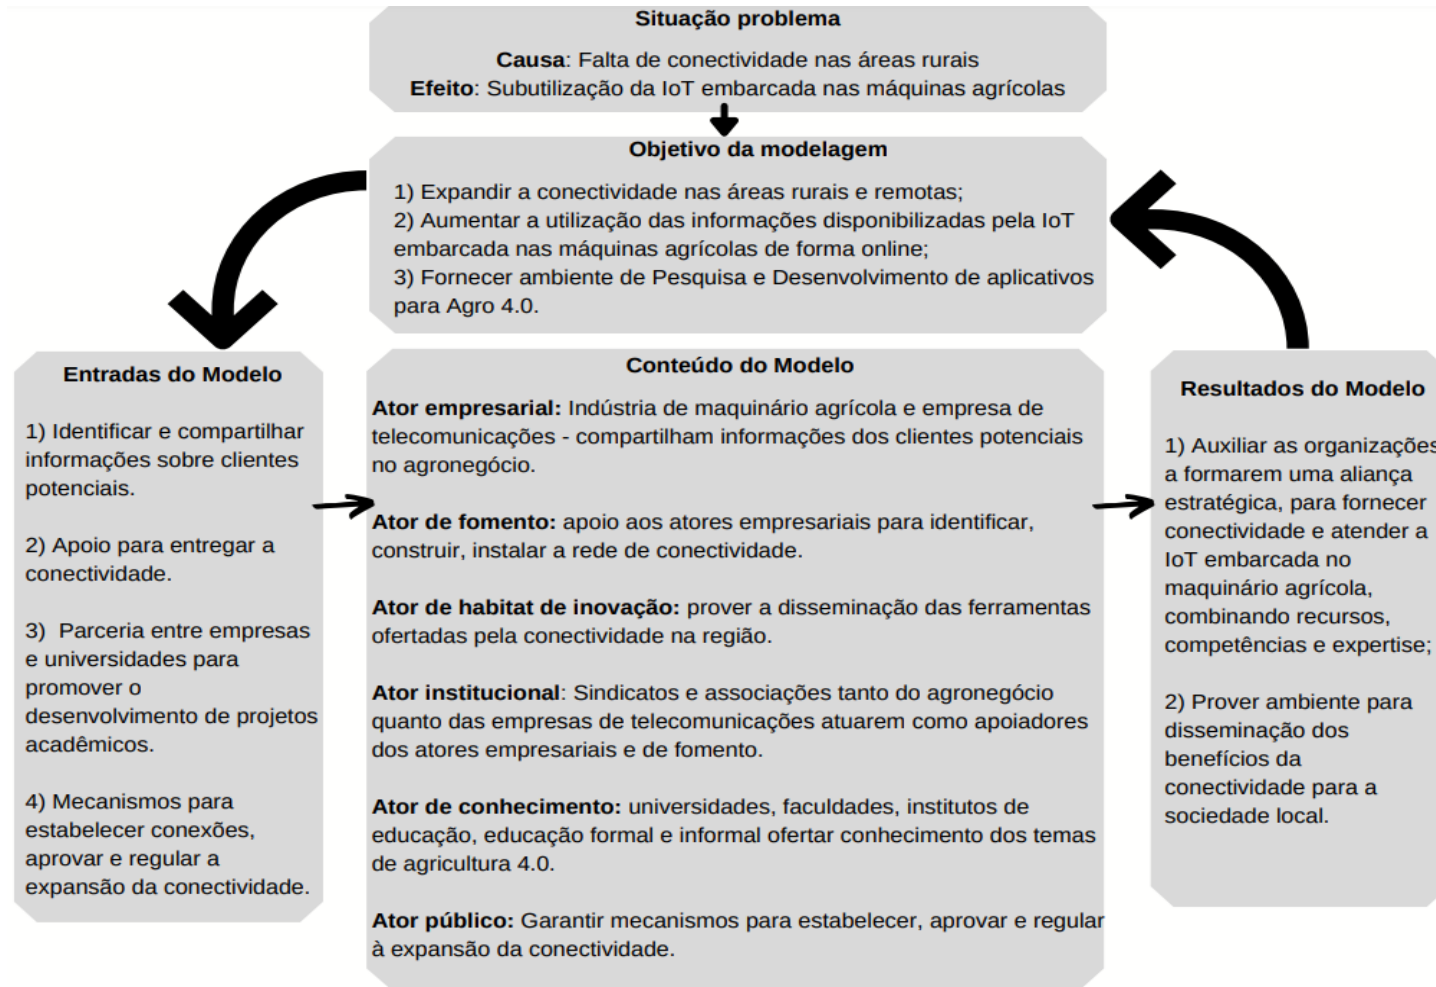 Situação problema
Causa: Falta de conectividade nas áreas rurais
Efeito: Subutilização da IoT embarcada nas máquinas agrícolas
Objetivo da modelagem
1) Expandir a conectividade nas áreas rurais e remotas;
2) Aumentar a utilização das informações disponibilizadas pela IoT
embarcada nas máquinas agrícolas de forma online;
3) Fornecer ambiente de Pesquisa e Desenvolvimento de aplicativos
para Agro 4.0.
Entradas do Modelo
1) Identificar e compartilhar
informações sobre clientes
potenciais.
2) Apoio para entregar a
conectividade.
3) Parceria entre empresas
e universidades para
promover o
desenvolvimento de projetos
acadêmicos.
4) Mecanismos para
estabelecer conexões,
aprovar e regular a
expansão da conectividade.
Conteúdo do Modelo
Ator empresarial: Indústria de maquinário agrícola e empresa de
telecomunicações - compartilham informações dos clientes potenciais
no agronegócio.
Ator de fomento: apoio aos atores empresariais para identificar,
construir, instalar a rede de conectividade.
Ator de habitat de inovação: prover a disseminação das ferramentas
ofertadas pela conectividade na região.
Ator institucional: Sindicatos e associações tanto do agronegócio
quanto das empresas de telecomunicações atuarem como apoiadores
dos atores empresariais e de fomento.
Ator de conhecimento: universidades, faculdades, institutos de
educação, educação formal e informal ofertar conhecimento dos temas
de agricultura 4.0.
Ator público: Garantir mecanismos para estabelecer, aprovar e regular
à expansão da conectividade.
Resultados do Modelo
1) Auxiliar as organizações
a formarem uma aliança
estratégica, para fornecer
conectividade e atender a
IoT embarcada no
maquinário agrícola,
combinando recursos,
competências e expertise;
2) Prover ambiente para
disseminação dos
benefícios da
conectividade para a
sociedade local.